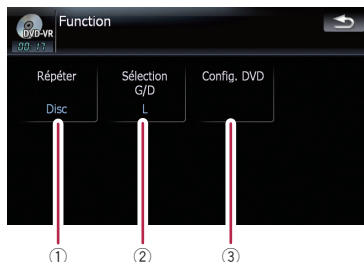 Function
DVD-VR
00 17
Répéter
Sélection
G/D
Config. DVD
Disc
L
① ② ③